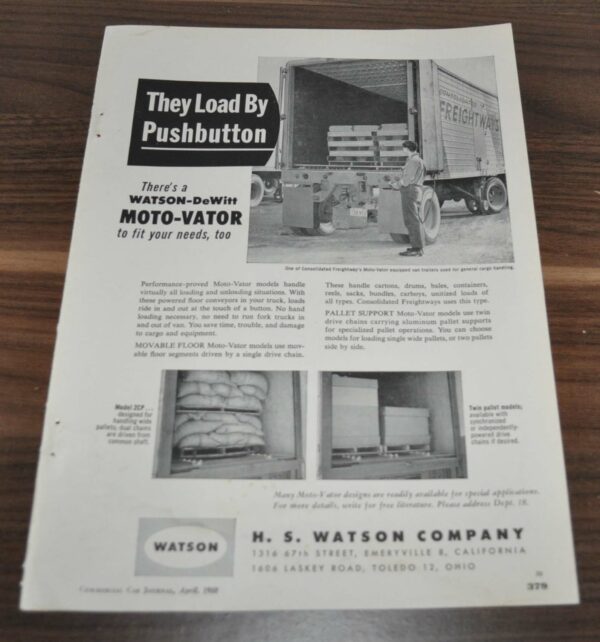 They Load By
Pushbutton
There's a
WATSON-DeWitt
MOTO-VATOR
to fit your needs, too
CONSOLIDATED
FREIGHTWAYS
One of Consolidated Freightway's Moto-Vator equipped van trailers used for general cargo handling.
Performance-proved Moto-Vator models handle
virtually all loading and unloading situations. With
these powered floor conveyors in your truck, loads
ride in and out at the touch of a button. No hand
loading necessary, no need to run fork trucks in
and out of van. You save time, trouble, and damage
to cargo and equipment.
MOVABLE FLOOR Moto-Vator models use mov-
able floor segments driven by a single drive chain.
These handle cartons, drums, bales, containers,
reels, sacks, bundles, carboys, unitized loads of
all types. Consolidated Freightways uses this type.
PALLET SUPPORT Moto-Vator models use twin
drive chains carrying aluminum pallet supports
for specialized pallet operations. You can choose
models for loading single wide pallets, or two pallets
side by side.
Model 2CP...
designed for
handling wide
pallets; dual chains
are driven from
common shaft.
Twin pallet models;
available with
synchronized
or independently-
powered drive
chains if desired.
Many Moto-Vator designs are readily available for special applications.
For more details, write for free literature. Please address Dept. 18.
WATSON
H. S. WATSON COMPANY
1316 67th STREET, EMERYVILLE 8, CALIFORNIA
1606 LASKEY ROAD, TOLEDO 12, OHIO
COMMERCIAL CAR JOURNAL, April, 1960
379